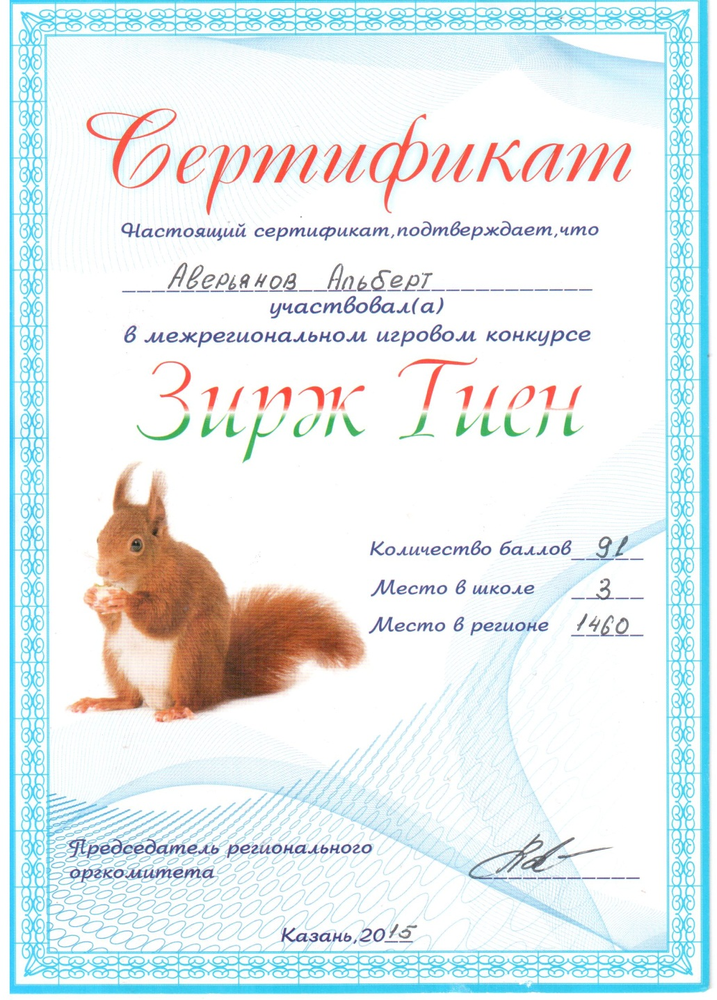 Сертификат
Настоящий сертификат,подтверждает,что
Аверьянов Альберт
участвовал(а)
в межрегиональном игровом конкурсе
Зирж Тиен
Количество баллов 91
Место в школе 3
Место в регионе 1460
Председатель регионального
оргкомитета
Казань,2015